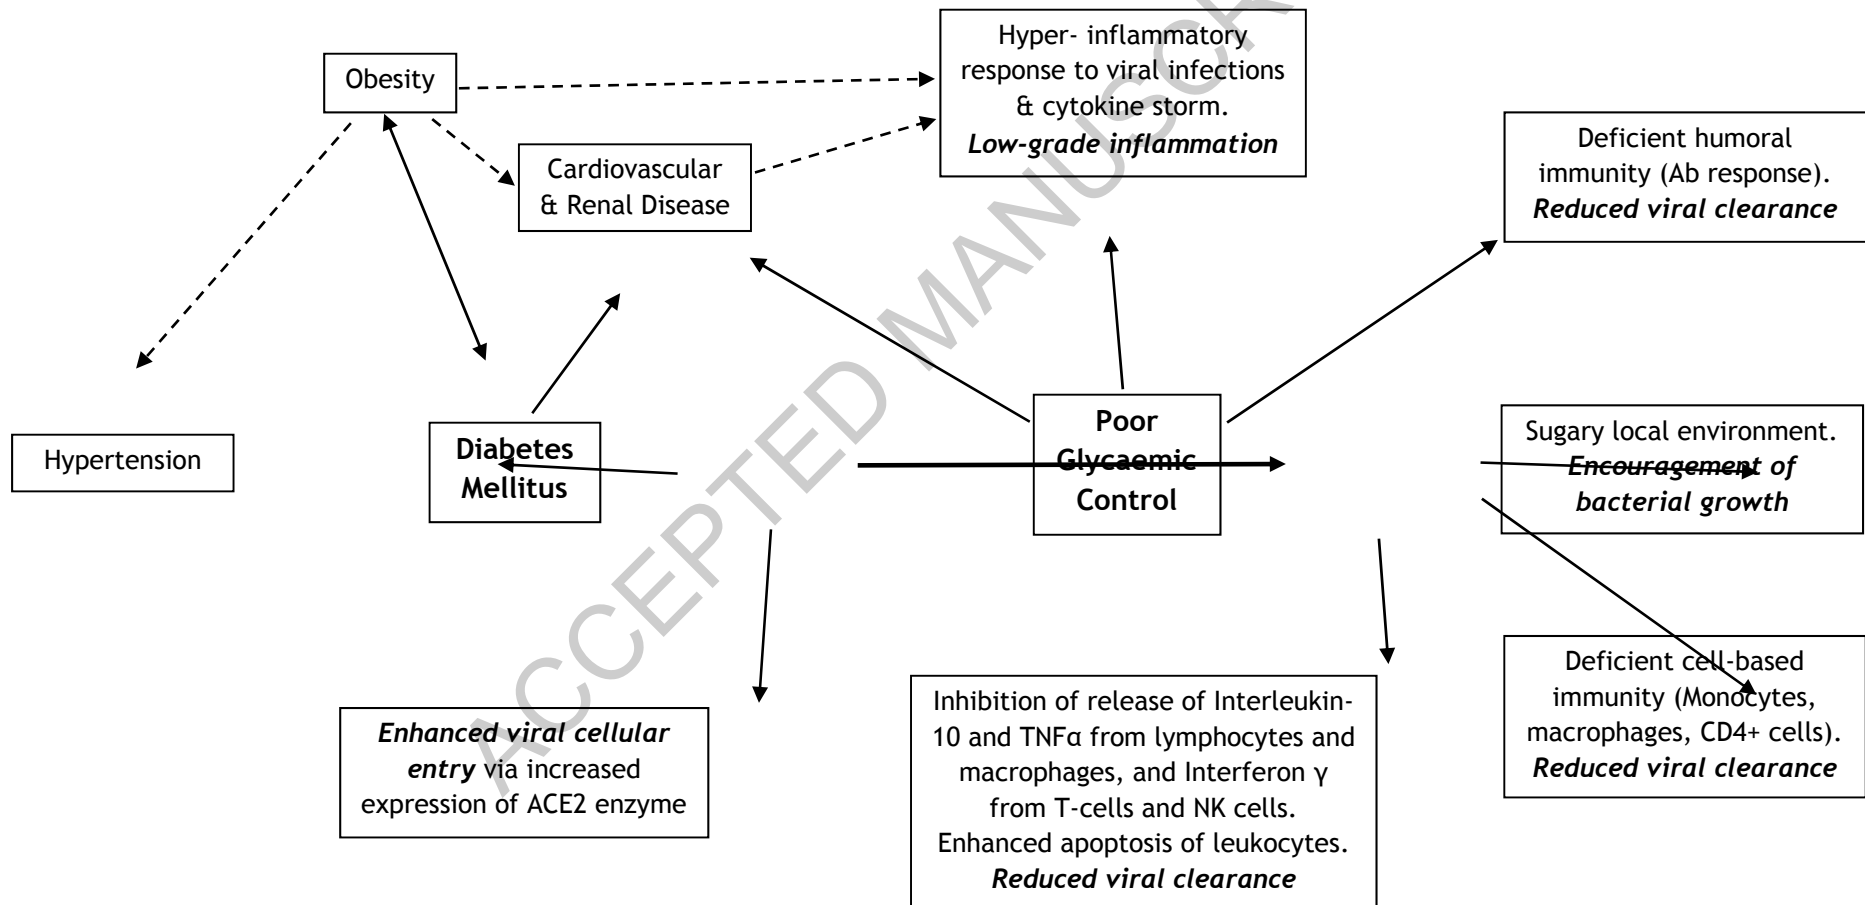 Hyper- inflammatory
response to viral infections
& cytokine storm.
Low-grade inflammation
Obesity
Cardiovascular
& Renal Disease
Deficient humoral
immunity (Ab response).
Reduced viral clearance
Hypertension
Diabetes
Mellitus
Poor
Glycaemic
Control
Sugary local environment.
Encouragement of
bacterial growth
Enhanced viral cellular
entry via increased
expression of ACE2 enzyme
Inhibition of release of Interleukin-
10 and TNFα from lymphocytes and
macrophages, and Interferon γ
from T-cells and NK cells.
Enhanced apoptosis of leukocytes.
Reduced viral clearance
Deficient cell-based
immunity (Monocytes,
macrophages, CD4+ cells).
Reduced viral clearance
ACCEPTED MANUSCR